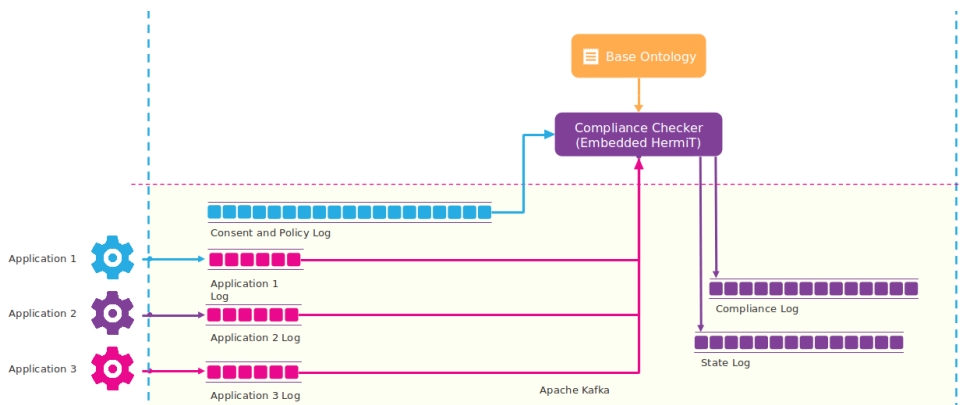 Base Ontology
Compliance Checker
(Embedded HermiT)
Consent and Policy Log
Application 1
Application 1
Log
Application 2
Application 2 Log
Application 3
Application 3 Log
Compliance Log
State Log
Apache Kafka